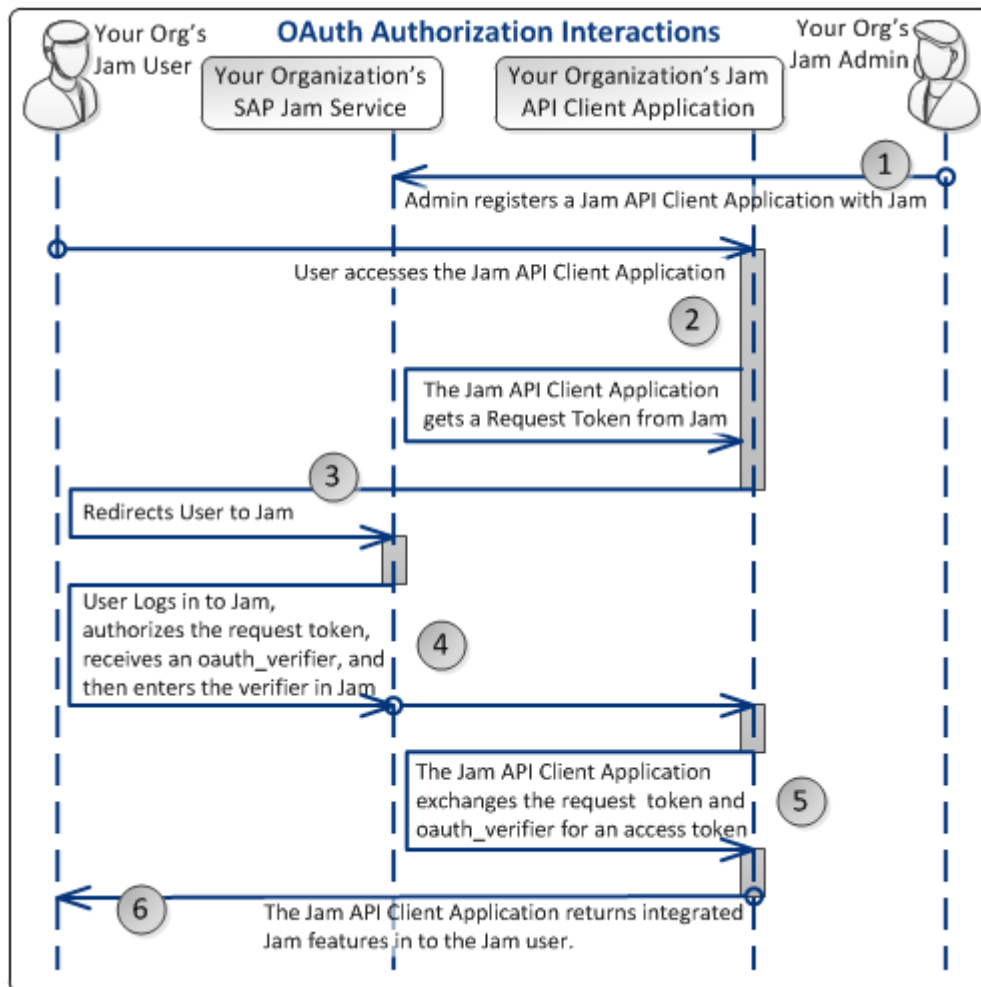 Your Org's
Jam User
OAuth Authorization Interactions
Your Org's
Jam Admin
Your Organization's
SAP Jam Service
Your Organization's Jam
API Client Application
1
Admin registers a Jam API Client Application with Jam
User accesses the Jam API Client Application
2
The Jam API Client Application
gets a Request Token from Jam
3
Redirects User to Jam
User Logs in to Jam,
authorizes the request token,
receives an oauth_verifier, and
then enters the verifier in Jam
4
The Jam API Client Application
exchanges the request token and
oauth_verifier for an access token
5
6
The Jam API Client Application returns integrated
Jam features in to the Jam user.